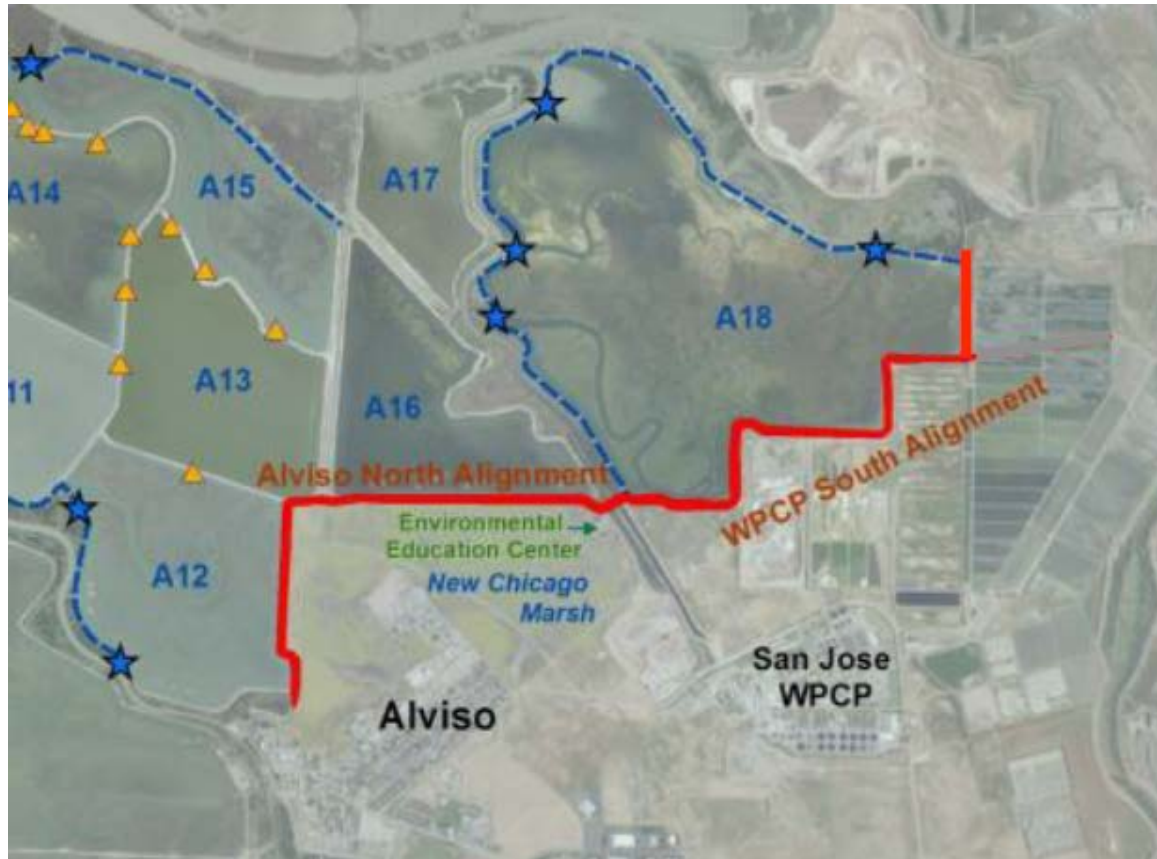 A17
A15
A14
A18
A13
11
A16
Alviso North Alignment
WPCP South Alignment
Environmental
Education Center
New Chicago
Marsh
A12
San Jose
WPCP
Alviso